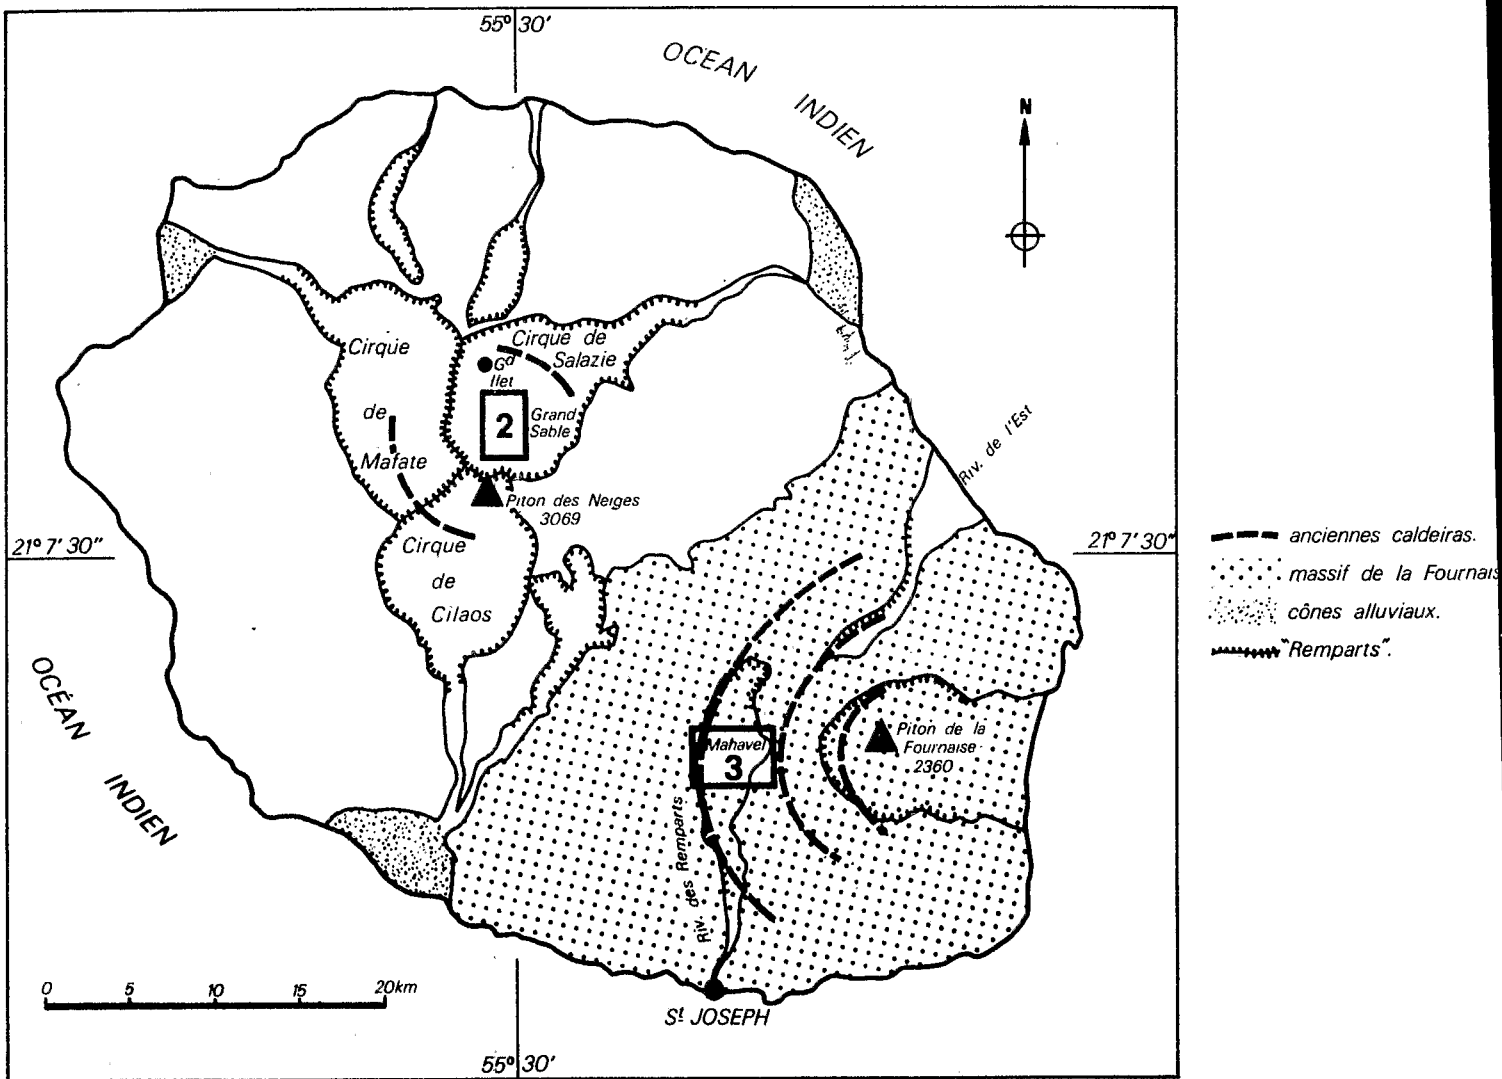 55° 30'
OCEAN
INDIEN
N
Cirque
de
Mafate
Cirque de
Salazie
Gd
Ilet
2
Grand
Sable
Piton des Neiges
3069
Riv. de l'Est
21° 7' 30"
21° 7' 30"
Cirque
de
Cilaos
anciennes caldeiras.
massif de la Fournais
cônes alluviaux.
"Remparts".
OCÉAN
INDIEN
Mahavel
3
Piton de la
Fournaise
2360
Riv. des Remparts
0 5 10 15 20km
St JOSEPH
55° 30'